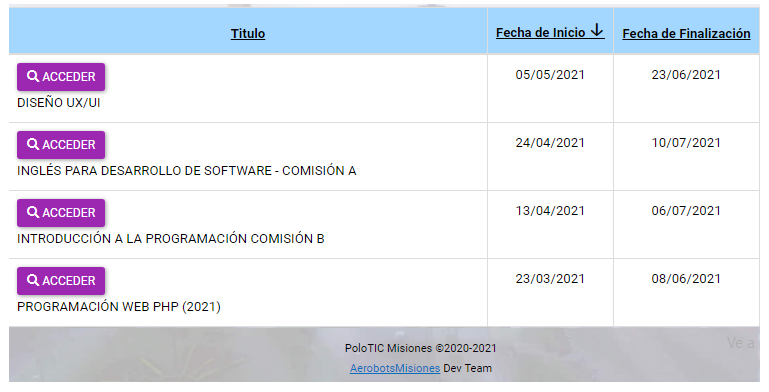 Titulo Fecha de Inicio ↓ Fecha de Finalización
ACCEDER 05/05/2021 23/06/2021
DISEÑO UX/UI
ACCEDER 24/04/2021 10/07/2021
INGLÉS PARA DESARROLLO DE SOFTWARE - COMISIÓN A
ACCEDER 13/04/2021 06/07/2021
INTRODUCCIÓN A LA PROGRAMACIÓN COMISIÓN B
ACCEDER 23/03/2021 08/06/2021
PROGRAMACIÓN WEB PHP (2021)
Ve a
PoloTIC Misiones ©2020-2021
AerobotsMisiones Dev Team